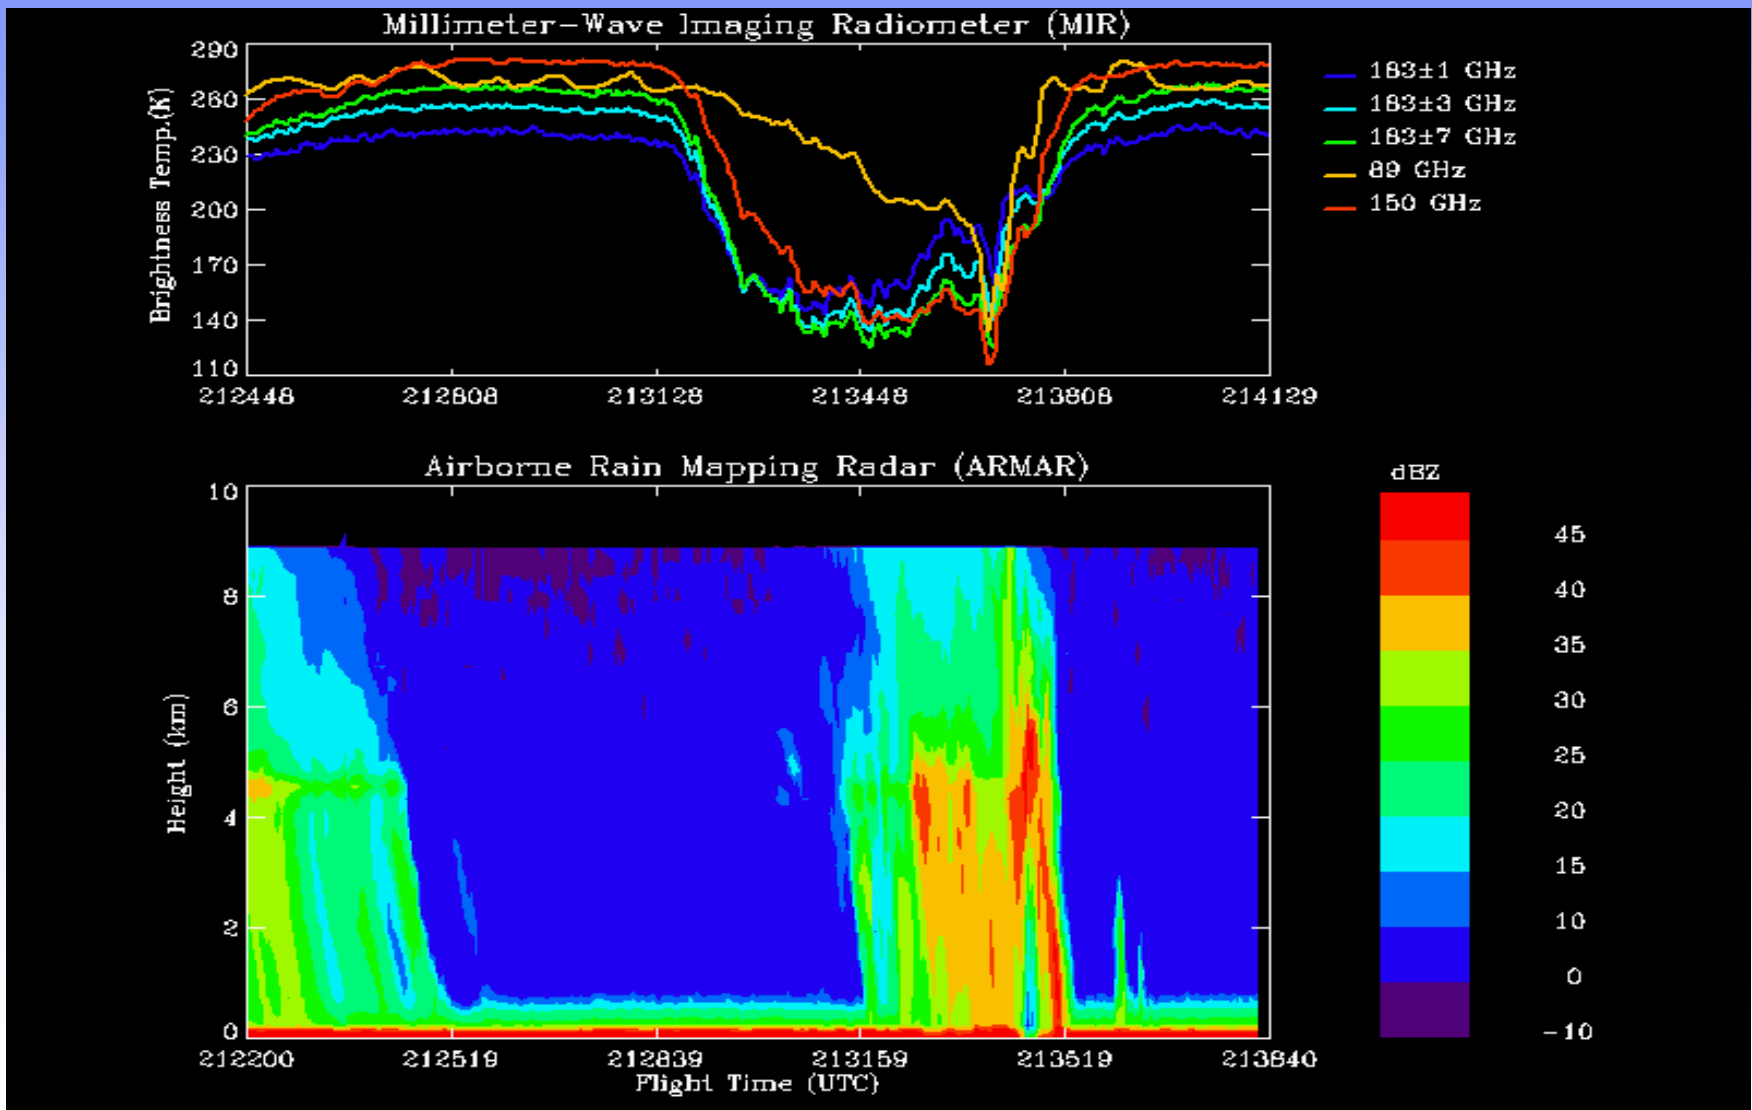 Millimeter-Wave Imaging Radiometer (MIR)
290
260
230
200
170
140
110
Brightness Temp.(K)
212448 212808 213128 213448 213808 214129
183±1 GHz
183±3 GHz
183±7 GHz
89 GHz
150 GHz
Airborne Rain Mapping Radar (ARMAR)
10
8
6
4
2
0
Height (km)
212200 212519 212839 213159 213519 213840
Flight Time (UTC)
dBZ
45
40
35
30
25
20
15
10
0
-10